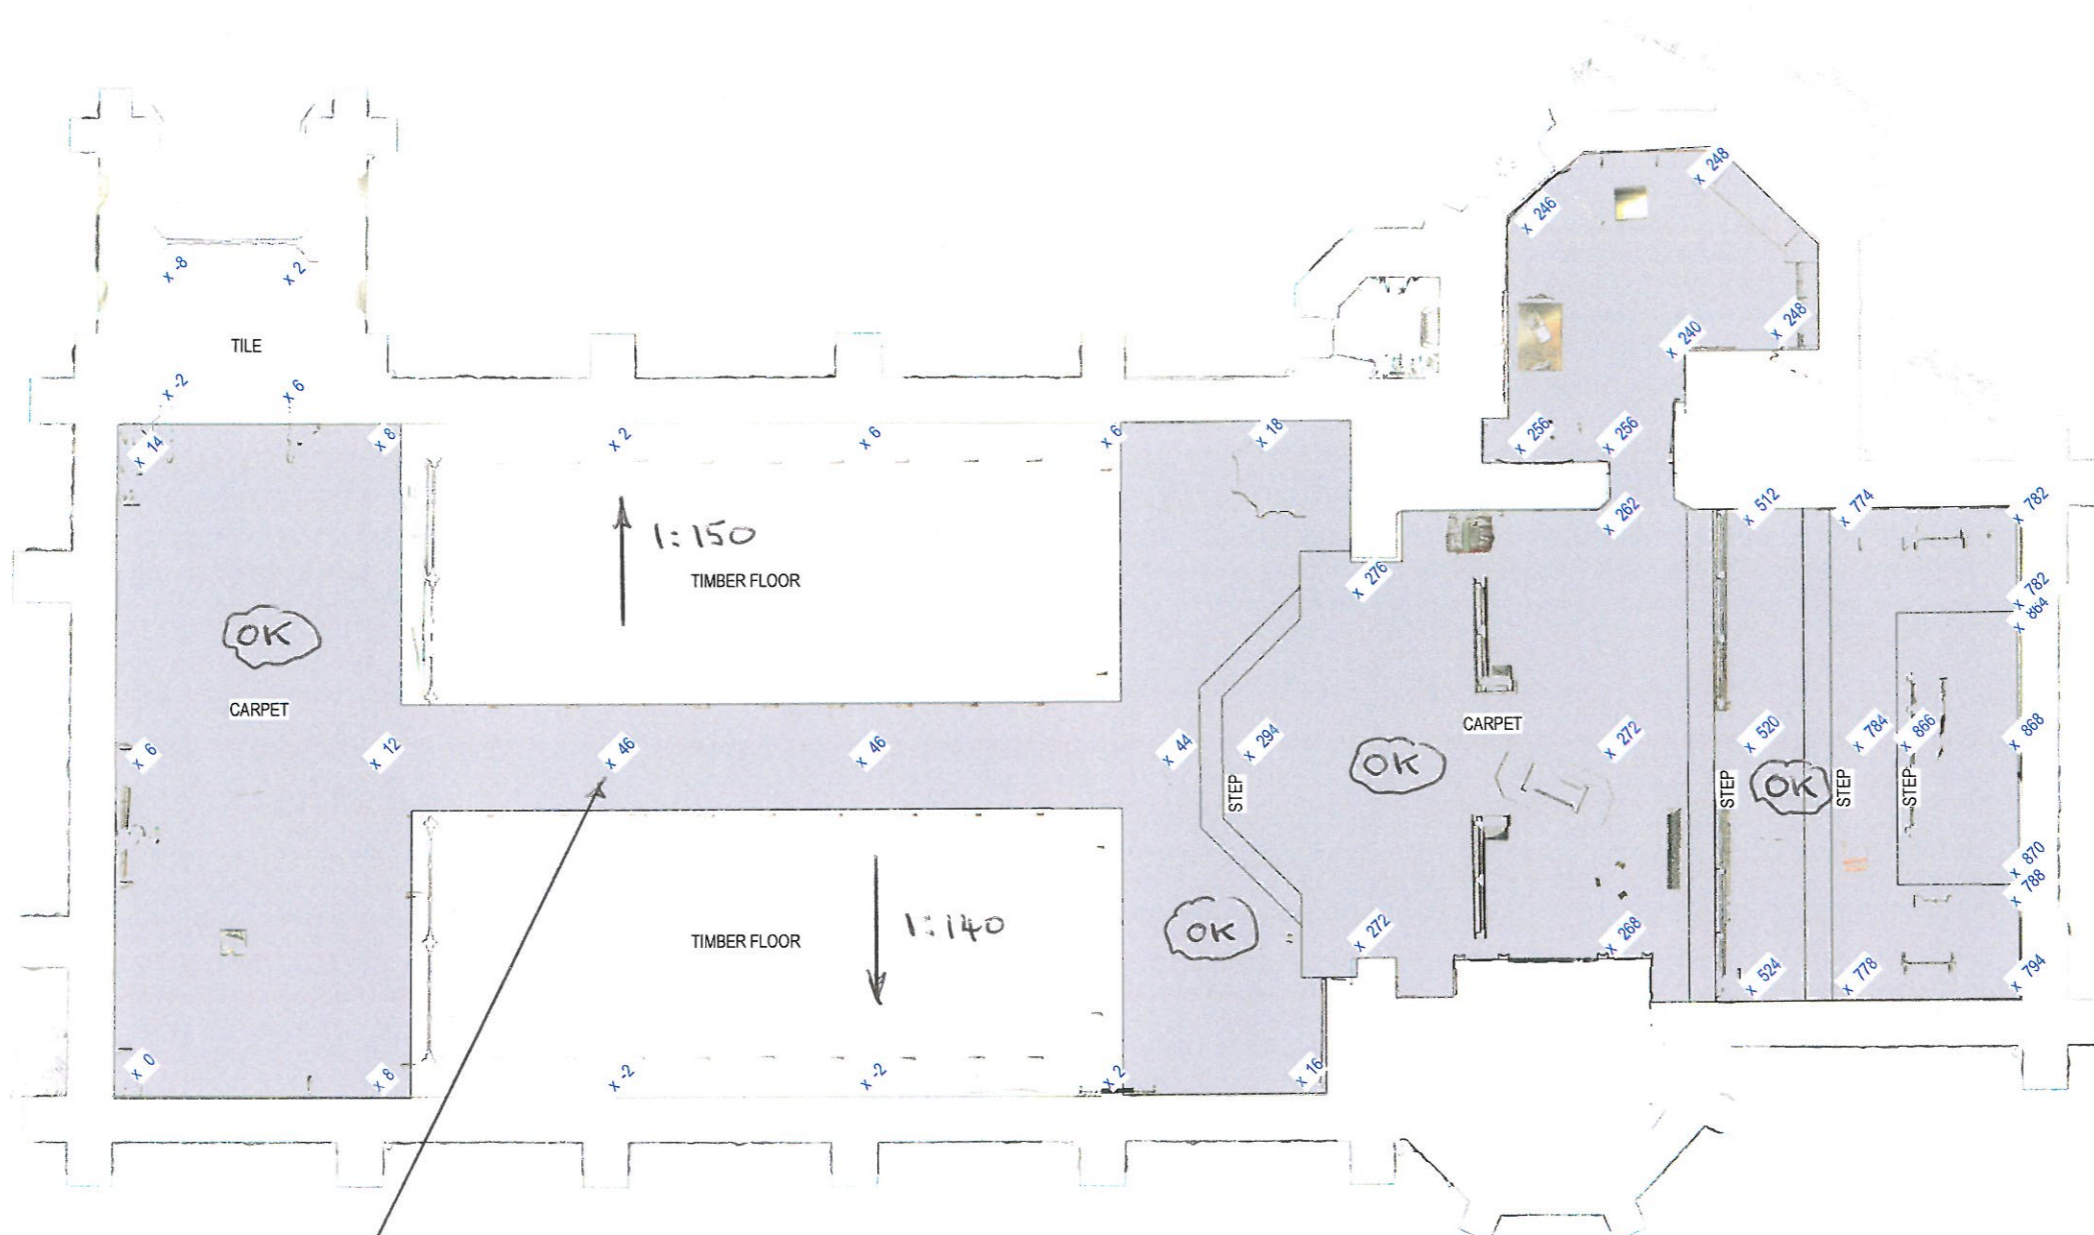 x 248
x 246
x -8
x 2
x 248
x 240
TILE
x -2
x 6
x 14
x 8
x 2
x 6
x 6
x 18
x 256
x 256
x 262
x 512
x 774
x 782
1:150
TIMBER FLOOR
x 276
x 782
x 864
OK
CARPET
CARPET
x 6
x 12
x 46
x 46
x 44
x 294
x 272
x 520
x 784
x 866
x 868
OK
OK
STEP
STEP
STEP
STEP
x 870
x 788
TIMBER FLOOR
1:140
OK
x 272
x 268
x 524
x 778
x 794
x 0
x 8
x -2
x -2
x 2
x 16